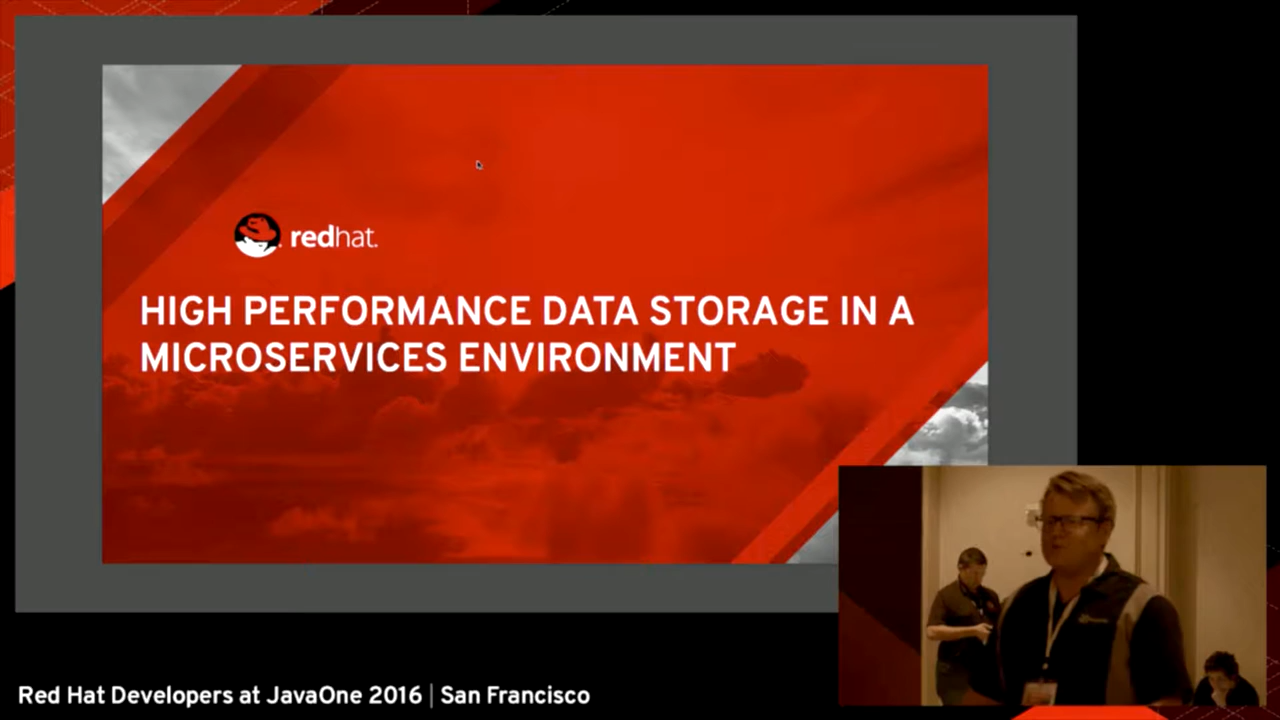 redhat.
HIGH PERFORMANCE DATA STORAGE IN A
MICROSERVICES ENVIRONMENT
Red Hat Developers at JavaOne 2016 | San Francisco